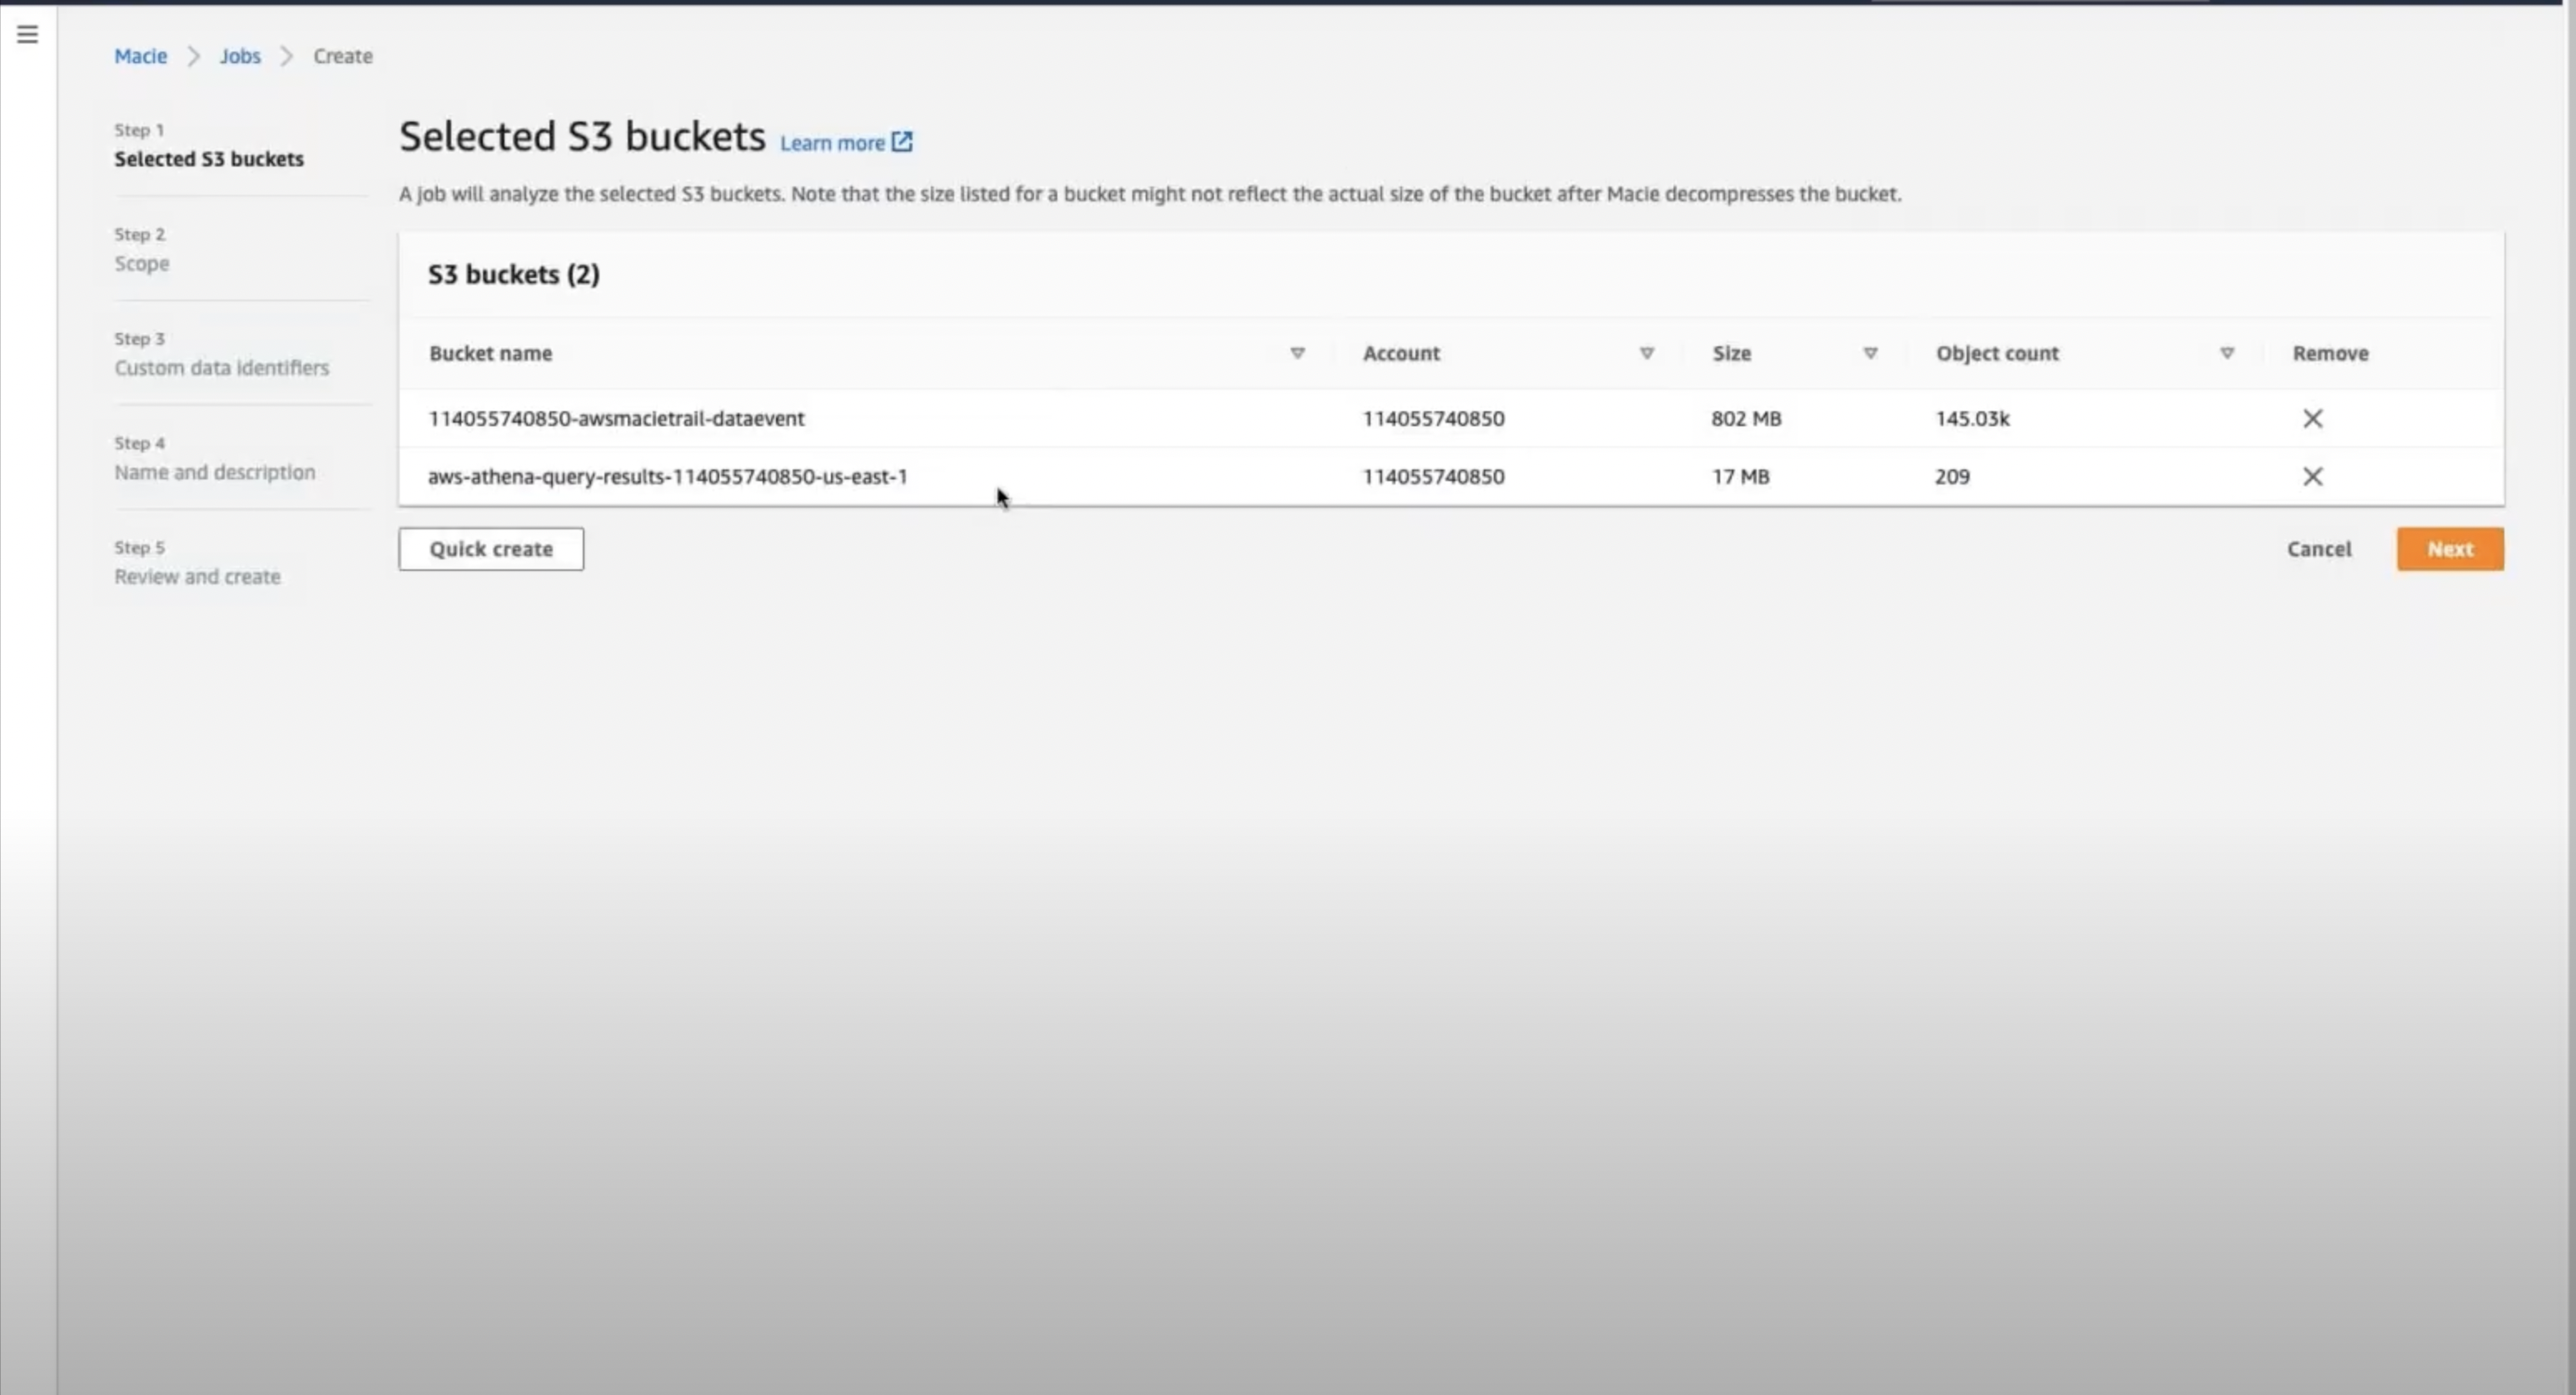 Macie > Jobs > Create
Step 1
Selected S3 buckets
Step 2
Scope
Step 3
Custom data identifiers
Step 4
Name and description
Step 5
Review and create
Selected S3 buckets Learn more
A job will analyze the selected S3 buckets. Note that the size listed for a bucket might not reflect the actual size of the bucket after Macie decompresses the bucket.
S3 buckets (2)
Bucket name Account Size Object count Remove
114055740850-awsmacietrail-dataevent 114055740850 802 MB 145.03k
aws-athena-query-results-114055740850-us-east-1 114055740850 17 MB 209
Quick create Cancel Next